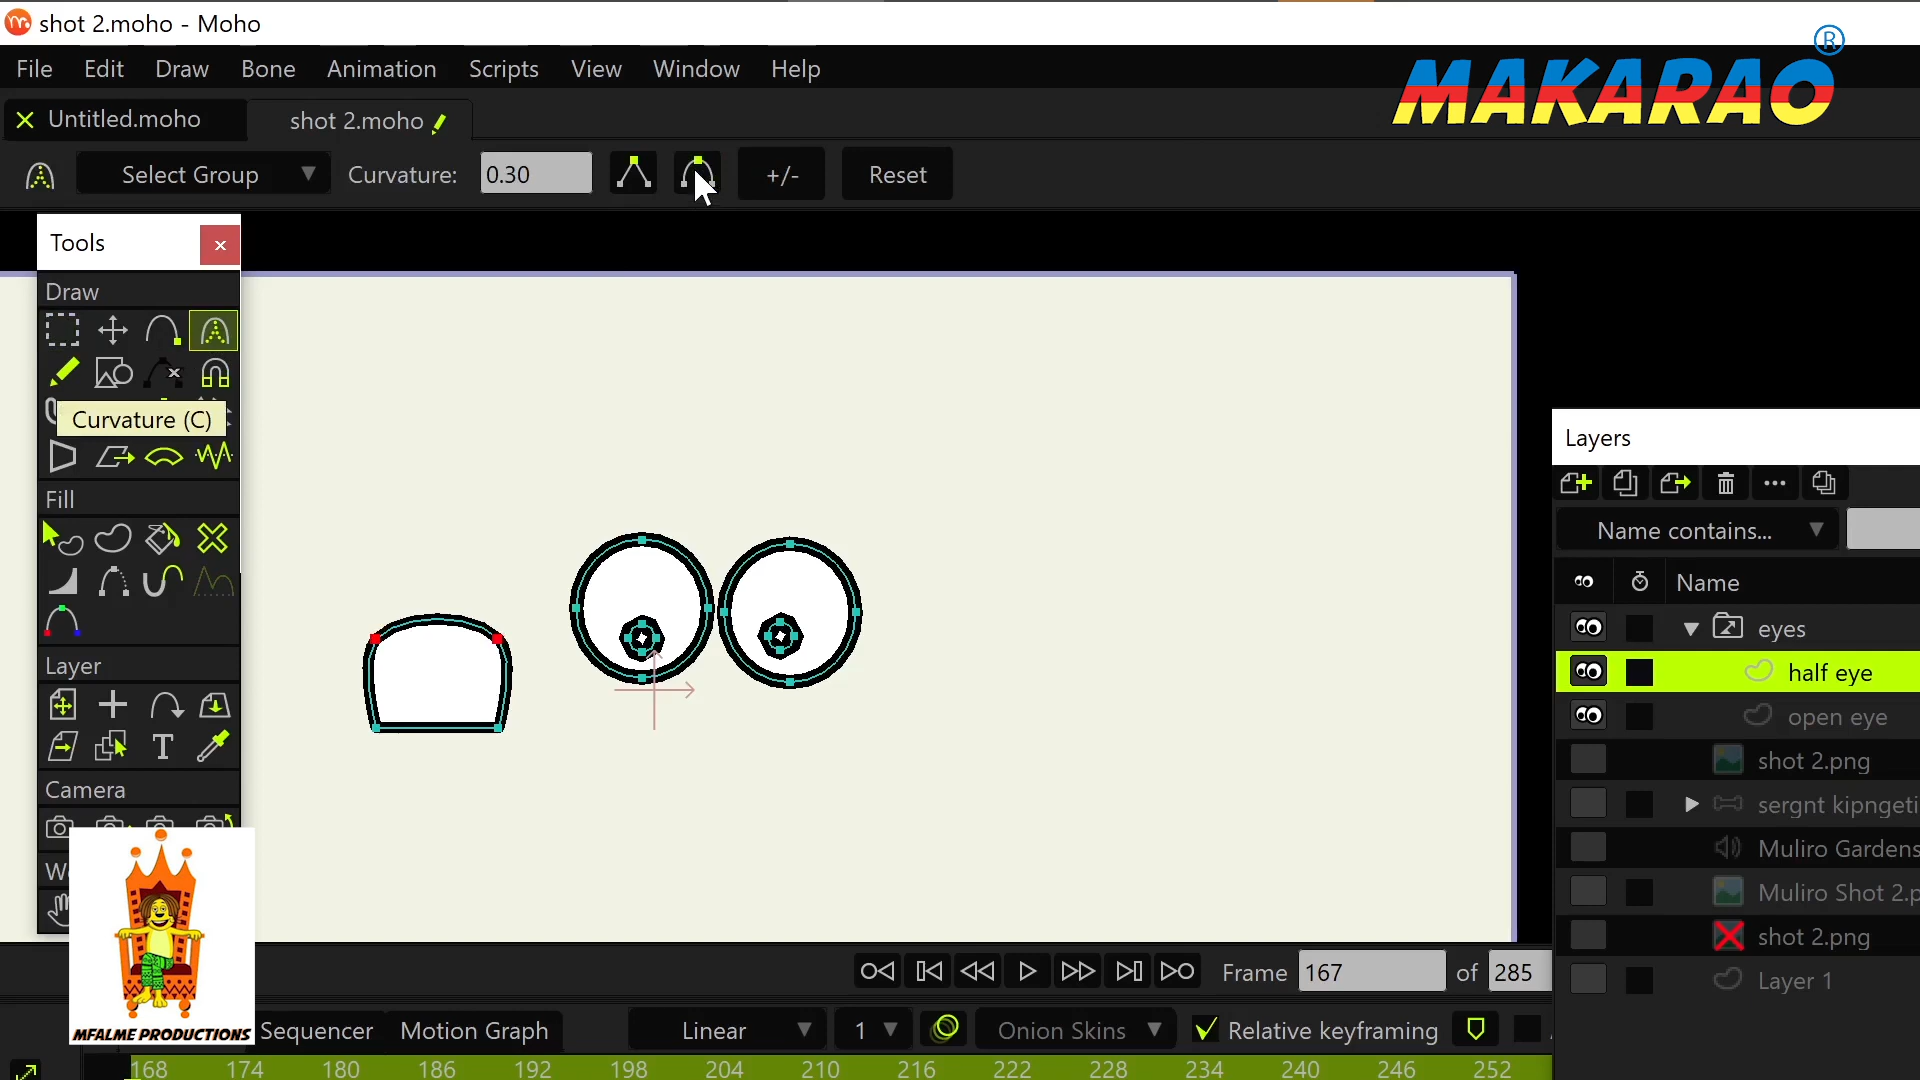 shot 2.moho - Moho
File Edit Draw Bone Animation Scripts View Window Help
MAKARAO ®
Untitled.moho shot 2.moho
Select Group Curvature: 0.30 +/- Reset
Tools
Draw
Curvature (C)
Fill
Layer
T
Camera
MFALME PRODUCTIONS
Layers
Name contains...
Name
eyes
half eye
open eye
shot 2.png
sergnt kipngeti
Muliro Gardens
Muliro Shot 2.p
shot 2.png
Layer 1
Frame 167 of 285
Sequencer Motion Graph Linear 1 Onion Skins Relative keyframing
168 174 180 186 192 198 204 210 216 222 228 234 240 246 252